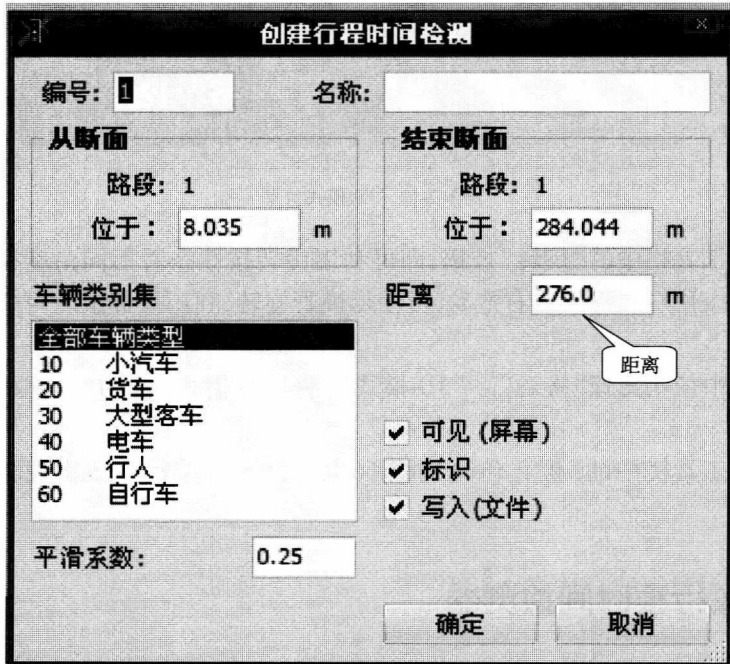 创建行程时间检测
编号: 1 名称:
从断面 结束断面
路段: 1 路段: 1
位于: 8.035 m 位于: 284.044 m
车辆类别集 距离 276.0 m
全部车辆类型
距离
10 小汽车
20 货车
30 大型客车
40 电车
50 行人
60 自行车
可见(屏幕)
标识
写入(文件)
平滑系数: 0.25
确定 取消